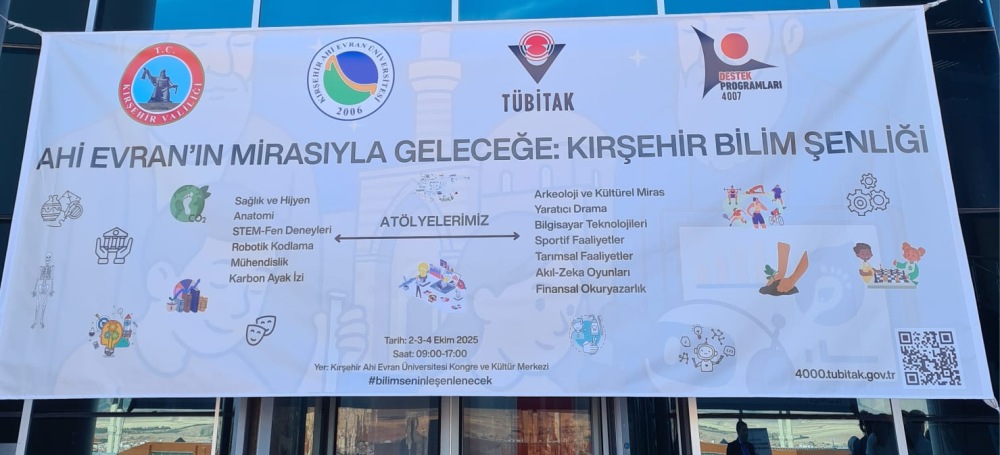 T.C.
KIRŞEHİR VALİLİĞİ
KIRŞEHİR AHİ EVRAN ÜNİVERSİTESİ
2006
TÜBİTAK
DESTEK
PROGRAMLARI
4007
AHİ EVRAN'IN MİRASIYLA GELECEĞE: KIRŞEHİR BİLİM ŞENLİĞİ
CO2
Sağlık ve Hijyen
Anatomi
STEM-Fen Deneyleri
Robotik Kodlama
Mühendislik
Karbon Ayak İzi
ATÖLYELERİMİZ
Arkeoloji ve Kültürel Miras
Yaratıcı Drama
Bilgisayar Teknolojileri
Sportif Faaliyetler
Tarımsal Faaliyetler
Akıl-Zeka Oyunları
Finansal Okuryazarlık
Tarih: 2-3-4 Ekim 2025
Saat: 09:00-17:00
Yer: Kırşehir Ahi Evran Üniversitesi Kongre ve Kültür Merkezi
#bilimseninleşenlenecek
4000.tubitak.gov.tr